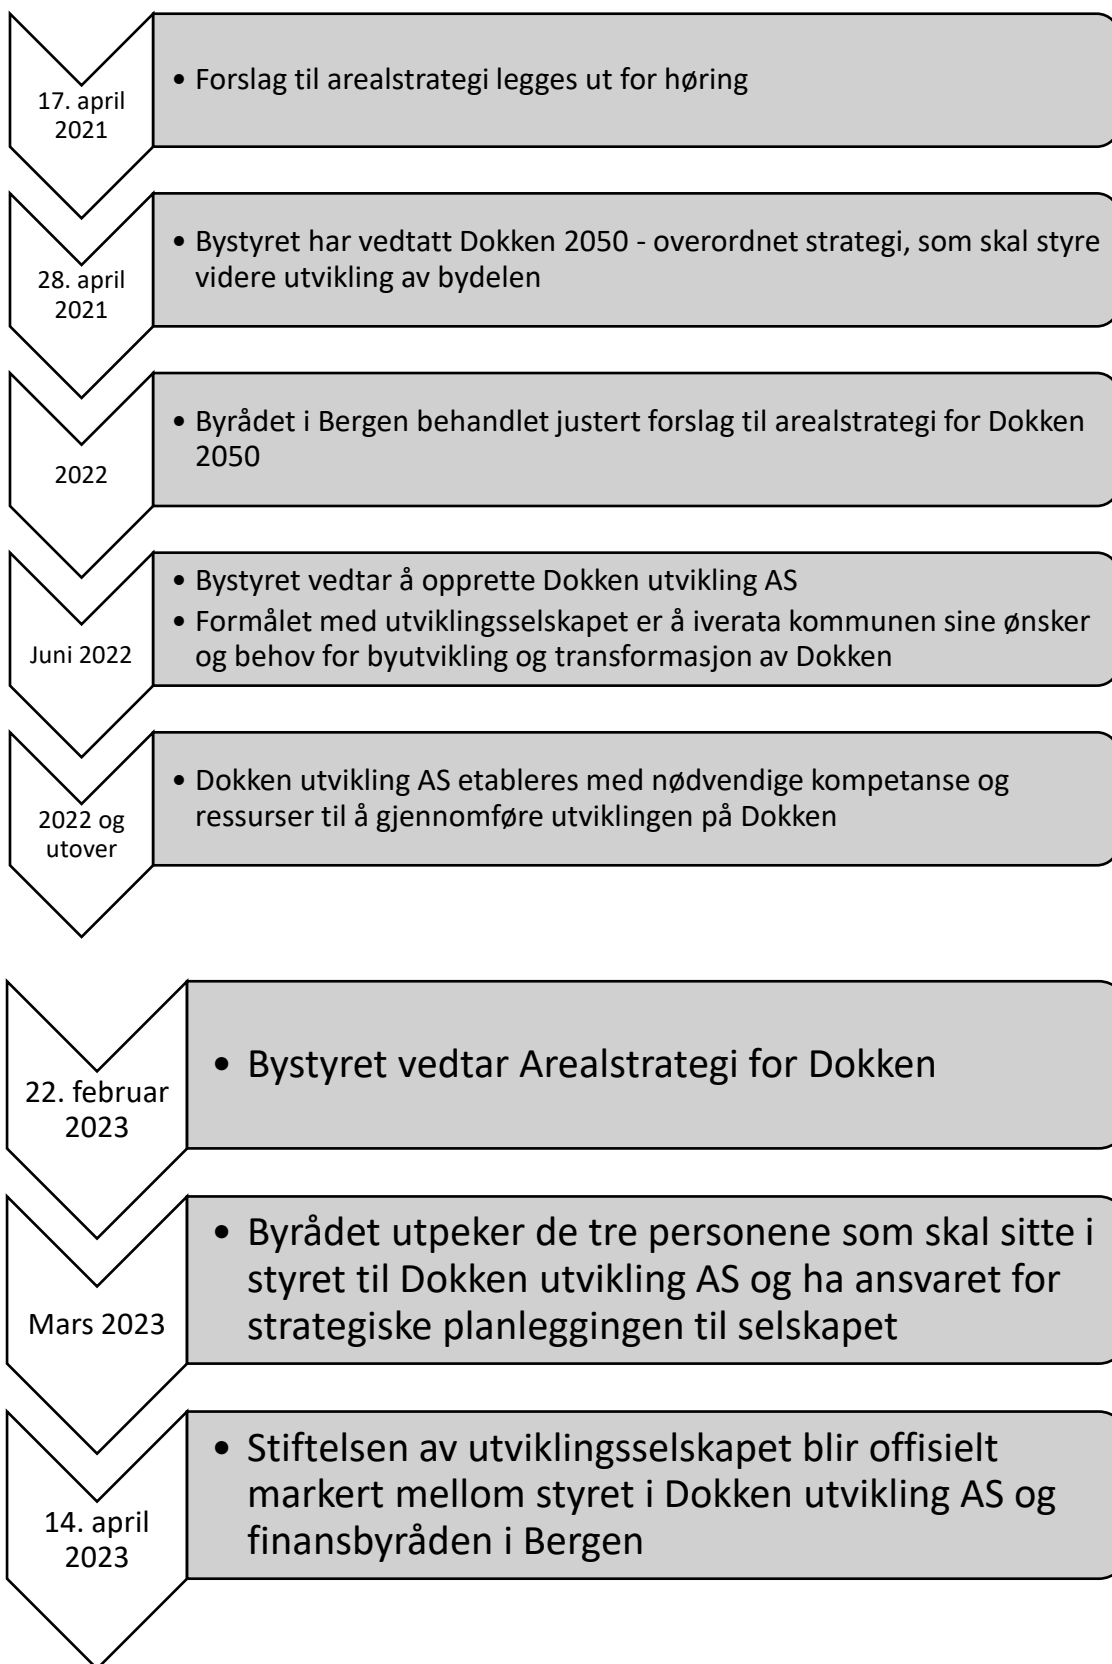 17. april
2021
• Forslag til arealstrategi legges ut for høring
28. april
2021
• Bystyret har vedtatt Dokken 2050 - overordnet strategi, som skal styre
videre utvikling av bydelen
2022
• Byrådet i Bergen behandlet justert forslag til arealstrategi for Dokken
2050
Juni 2022
• Bystyret vedtar å opprette Dokken utvikling AS
• Formålet med utviklingsselskapet er å iverata kommunen sine ønsker
og behov for byutvikling og transformasjon av Dokken
2022 og
utover
• Dokken utvikling AS etableres med nødvendige kompetanse og
ressurser til å gjennomføre utviklingen på Dokken
22. februar
2023
• Bystyret vedtar Arealstrategi for Dokken
Mars 2023
• Byrådet utpeker de tre personene som skal sitte i
styret til Dokken utvikling AS og ha ansvaret for
strategiske planleggingen til selskapet
14. april
2023
• Stiftelsen av utviklingsselskapet blir offisielt
markert mellom styret i Dokken utvikling AS og
finansbyråden i Bergen